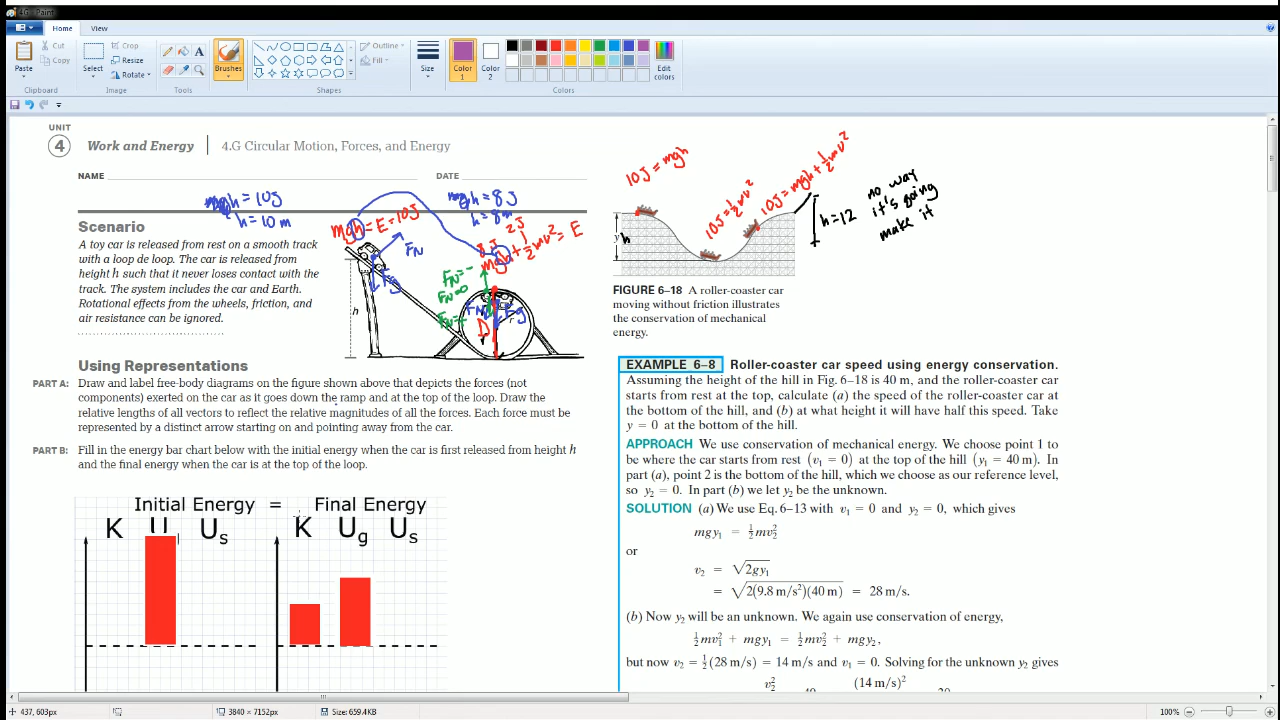 4G - Paint
Home View
Paste
Cut
Copy
Clipboard
Select
Crop
Resize
Rotate
Image
Tools
Brushes
Shapes
Outline
Fill
Size
Color 1
Color 2
Colors
Edit colors
UNIT
4 Work and Energy | 4.G Circular Motion, Forces, and Energy
NAME DATE
mgh = 10J
h = 10 m
mgh = 8J
h = 8m
Scenario
A toy car is released from rest on a smooth track
with a loop de loop. The car is released from
height h such that it never loses contact with the
track. The system includes the car and Earth.
Rotational effects from the wheels, friction, and
air resistance can be ignored.
mgh = E = 10J
FN
Fg
8J 2J
mgh + ½mv² = E
FN = -
FN = 0
FN = +
FN Fg
D
r
h
Using Representations
PART A: Draw and label free-body diagrams on the figure shown above that depicts the forces (not
components) exerted on the car as it goes down the ramp and at the top of the loop. Draw the
relative lengths of all vectors to reflect the relative magnitudes of all the forces. Each force must be
represented by a distinct arrow starting on and pointing away from the car.
PART B: Fill in the energy bar chart below with the initial energy when the car is first released from height h
and the final energy when the car is at the top of the loop.
Initial Energy = Final Energy
K U Us K Ug Us
10J = mgh
10J = ½mv²
10J = mgh + ½mv²
h = 12
no way
it's going
make it
y h
FIGURE 6–18 A roller-coaster car
moving without friction illustrates
the conservation of mechanical
energy.
EXAMPLE 6–8 Roller-coaster car speed using energy conservation.
Assuming the height of the hill in Fig. 6–18 is 40 m, and the roller-coaster car
starts from rest at the top, calculate (a) the speed of the roller-coaster car at
the bottom of the hill, and (b) at what height it will have half this speed. Take
y = 0 at the bottom of the hill.
APPROACH We use conservation of mechanical energy. We choose point 1 to
be where the car starts from rest (v₁ = 0) at the top of the hill (y₁ = 40 m). In
part (a), point 2 is the bottom of the hill, which we choose as our reference level,
so y₂ = 0. In part (b) we let y₂ be the unknown.
SOLUTION (a) We use Eq. 6–13 with v₁ = 0 and y₂ = 0, which gives
mgy₁ = ½mv₂²
or
v₂ = √2gy₁
= √2(9.8 m/s²)(40 m) = 28 m/s.
(b) Now y₂ will be an unknown. We again use conservation of energy,
½mv₁² + mgy₁ = ½mv₂² + mgy₂,
but now v₂ = ½(28 m/s) = 14 m/s and v₁ = 0. Solving for the unknown y₂ gives
v₂² (14 m/s)²
437, 603px
3840 × 7152px
Size: 659.4KB
100%